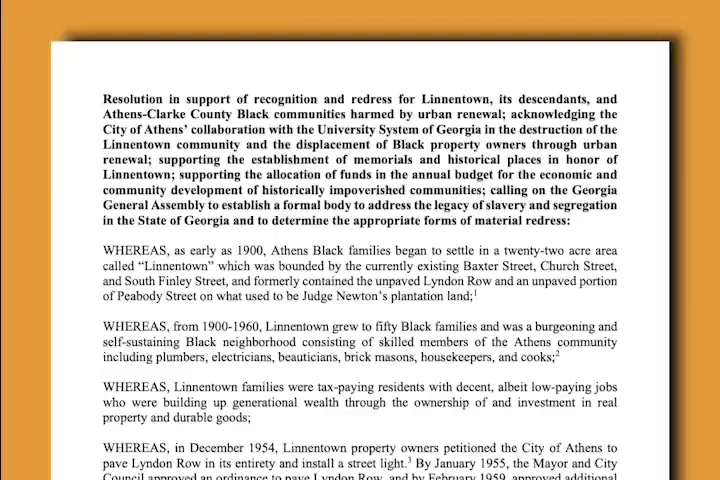 Resolution in support of recognition and redress for Linnentown, its descendants, and
Athens-Clarke County Black communities harmed by urban renewal; acknowledging the
City of Athens’ collaboration with the University System of Georgia in the destruction of the
Linnentown community and the displacement of Black property owners through urban
renewal; supporting the establishment of memorials and historical places in honor of
Linnentown; supporting the allocation of funds in the annual budget for the economic and
community development of historically impoverished communities; calling on the Georgia
General Assembly to establish a formal body to address the legacy of slavery and segregation
in the State of Georgia and to determine the appropriate forms of material redress:
WHEREAS, as early as 1900, Athens Black families began to settle in a twenty-two acre area
called “Linnentown” which was bounded by the currently existing Baxter Street, Church Street,
and South Finley Street, and formerly contained the unpaved Lyndon Row and an unpaved portion
of Peabody Street on what used to be Judge Newton’s plantation land;¹
WHEREAS, from 1900-1960, Linnentown grew to fifty Black families and was a burgeoning and
self-sustaining Black neighborhood consisting of skilled members of the Athens community
including plumbers, electricians, beauticians, brick masons, housekeepers, and cooks;²
WHEREAS, Linnentown families were tax-paying residents with decent, albeit low-paying jobs
who were building up generational wealth through the ownership of and investment in real
property and durable goods;
WHEREAS, in December 1954, Linnentown property owners petitioned the City of Athens to
pave Lyndon Row in its entirety and install a street light.³ By January 1955, the Mayor and City
Council approved an ordinance to pave Lyndon Row, and by February 1959, approved additional